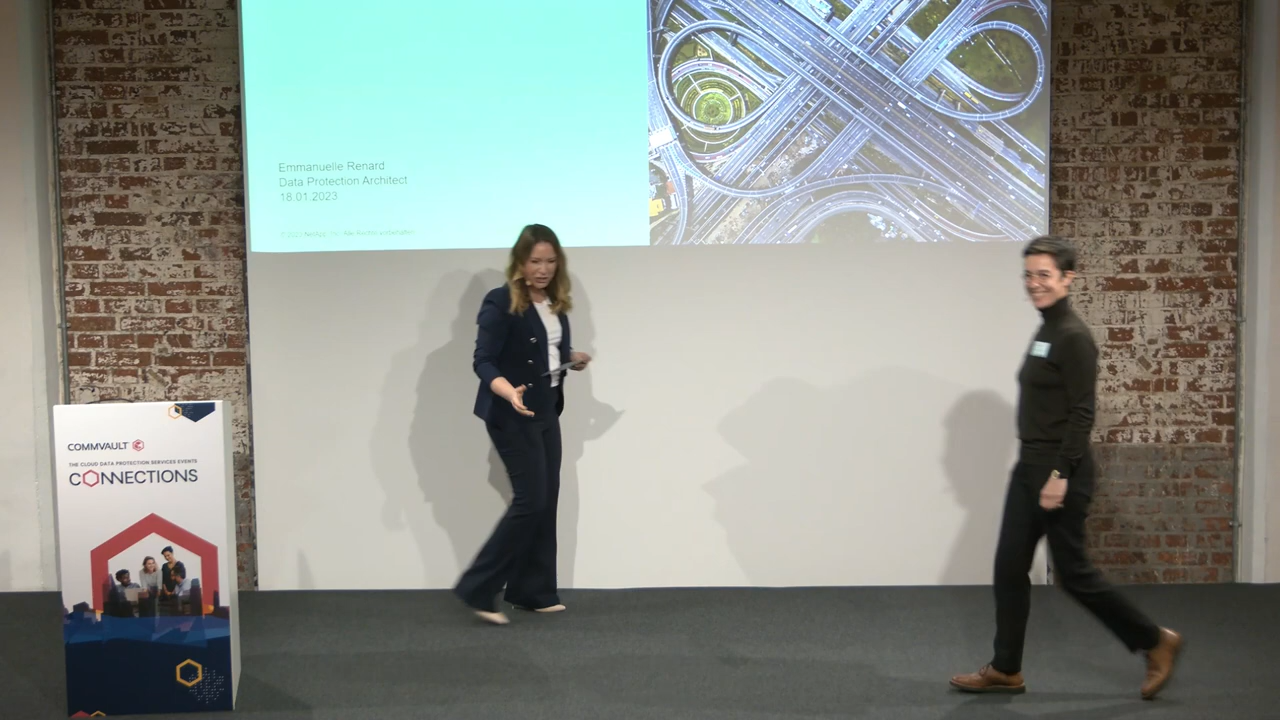 Emmanuelle Renard
Data Protection Architect
18.01.2023
COMMVAULT
THE CLOUD DATA PROTECTION SERVICES EVENTS
CONNECTIONS